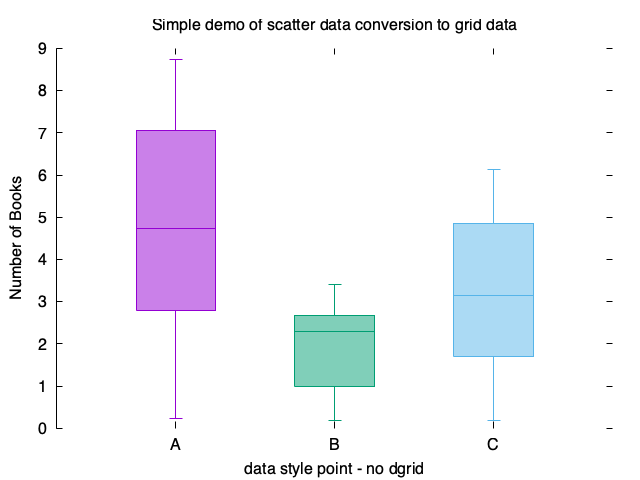 Simple demo of scatter data conversion to grid data
9
8
7
6
5
4
3
2
1
0
Number of Books
A B C
data style point - no dgrid